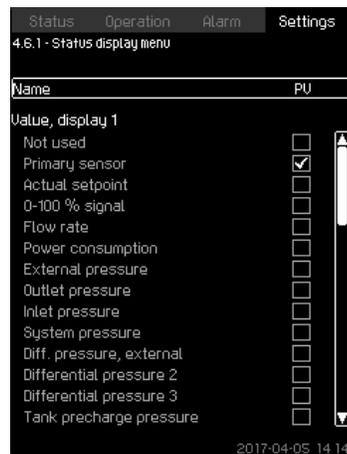 Status Operation Alarm Settings
4.6.1 - Status display menu
Name PV
Value, display 1
Not used
Primary sensor
Actual setpoint
0-100 % signal
Flow rate
Power consumption
External pressure
Outlet pressure
Inlet pressure
System pressure
Diff. pressure, external
Differential pressure 2
Differential pressure 3
Tank precharge pressure
2017-04-05 14:14